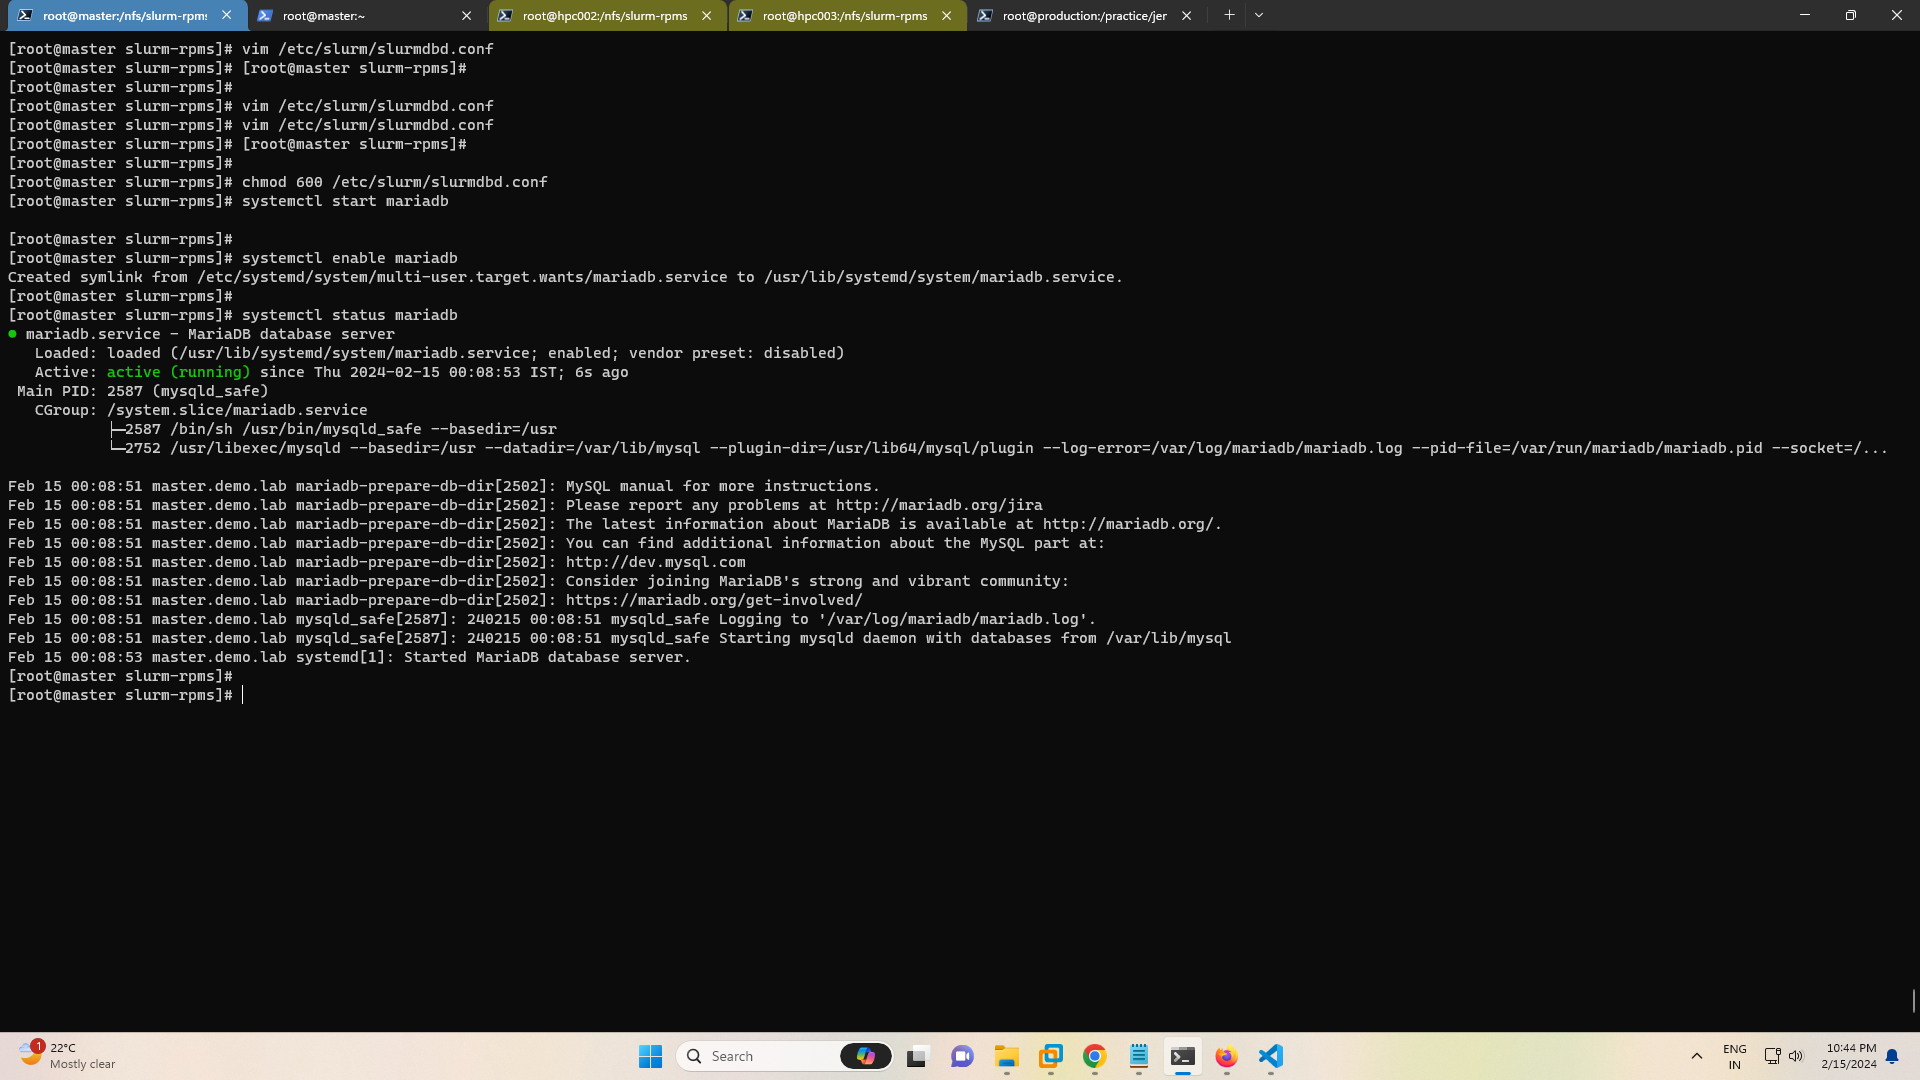 root@master:/nfs/slurm-rpms
root@master:~
root@hpc002:/nfs/slurm-rpms
root@hpc003:/nfs/slurm-rpms
root@production:/practice/jer
[root@master slurm-rpms]# vim /etc/slurm/slurmdbd.conf
[root@master slurm-rpms]# [root@master slurm-rpms]#
[root@master slurm-rpms]#
[root@master slurm-rpms]# vim /etc/slurm/slurmdbd.conf
[root@master slurm-rpms]# vim /etc/slurm/slurmdbd.conf
[root@master slurm-rpms]# [root@master slurm-rpms]#
[root@master slurm-rpms]#
[root@master slurm-rpms]# chmod 600 /etc/slurm/slurmdbd.conf
[root@master slurm-rpms]# systemctl start mariadb
[root@master slurm-rpms]#
[root@master slurm-rpms]# systemctl enable mariadb
Created symlink from /etc/systemd/system/multi-user.target.wants/mariadb.service to /usr/lib/systemd/system/mariadb.service.
[root@master slurm-rpms]#
[root@master slurm-rpms]# systemctl status mariadb
● mariadb.service - MariaDB database server
Loaded: loaded (/usr/lib/systemd/system/mariadb.service; enabled; vendor preset: disabled)
Active: active (running) since Thu 2024-02-15 00:08:53 IST; 6s ago
Main PID: 2587 (mysqld_safe)
CGroup: /system.slice/mariadb.service
├─2587 /bin/sh /usr/bin/mysqld_safe --basedir=/usr
└─2752 /usr/libexec/mysqld --basedir=/usr --datadir=/var/lib/mysql --plugin-dir=/usr/lib64/mysql/plugin --log-error=/var/log/mariadb/mariadb.log --pid-file=/var/run/mariadb/mariadb.pid --socket=/...
Feb 15 00:08:51 master.demo.lab mariadb-prepare-db-dir[2502]: MySQL manual for more instructions.
Feb 15 00:08:51 master.demo.lab mariadb-prepare-db-dir[2502]: Please report any problems at http://mariadb.org/jira
Feb 15 00:08:51 master.demo.lab mariadb-prepare-db-dir[2502]: The latest information about MariaDB is available at http://mariadb.org/.
Feb 15 00:08:51 master.demo.lab mariadb-prepare-db-dir[2502]: You can find additional information about the MySQL part at:
Feb 15 00:08:51 master.demo.lab mariadb-prepare-db-dir[2502]: http://dev.mysql.com
Feb 15 00:08:51 master.demo.lab mariadb-prepare-db-dir[2502]: Consider joining MariaDB's strong and vibrant community:
Feb 15 00:08:51 master.demo.lab mariadb-prepare-db-dir[2502]: https://mariadb.org/get-involved/
Feb 15 00:08:51 master.demo.lab mysqld_safe[2587]: 240215 00:08:51 mysqld_safe Logging to '/var/log/mariadb/mariadb.log'.
Feb 15 00:08:51 master.demo.lab mysqld_safe[2587]: 240215 00:08:51 mysqld_safe Starting mysqld daemon with databases from /var/lib/mysql
Feb 15 00:08:53 master.demo.lab systemd[1]: Started MariaDB database server.
[root@master slurm-rpms]#
[root@master slurm-rpms]#
1
22°C
Mostly clear
Search
ENG
IN
10:44 PM
2/15/2024